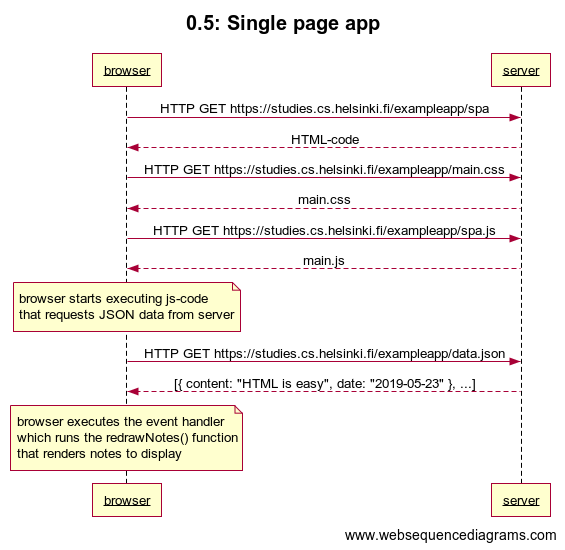 0.5: Single page app
browser
server
HTTP GET https://studies.cs.helsinki.fi/exampleapp/spa
HTML-code
HTTP GET https://studies.cs.helsinki.fi/exampleapp/main.css
main.css
HTTP GET https://studies.cs.helsinki.fi/exampleapp/spa.js
main.js
browser starts executing js-code
that requests JSON data from server
HTTP GET https://studies.cs.helsinki.fi/exampleapp/data.json
[{ content: "HTML is easy", date: "2019-05-23" }, ...]
browser executes the event handler
which runs the redrawNotes() function
that renders notes to display
browser
server
www.websequencediagrams.com